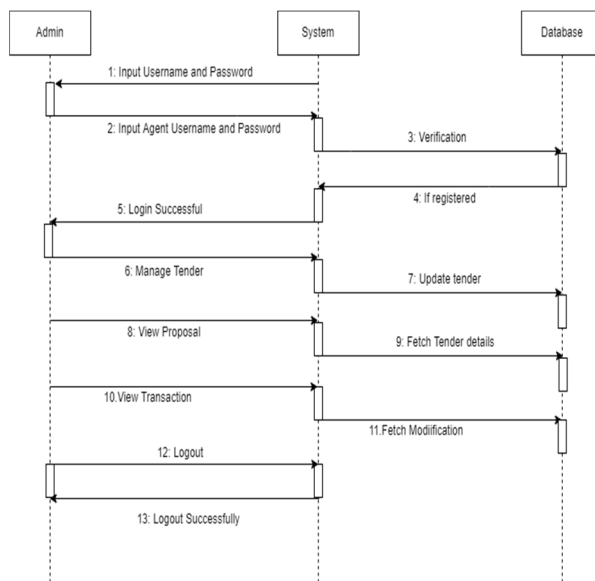 Admin
System
Database
1: Input Username and Password
2: Input Agent Username and Password
3: Verification
4: If registered
5: Login Successful
6: Manage Tender
7: Update tender
8: View Proposal
9: Fetch Tender details
10.View Transaction
11.Fetch Modiification
12: Logout
13: Logout Successfully